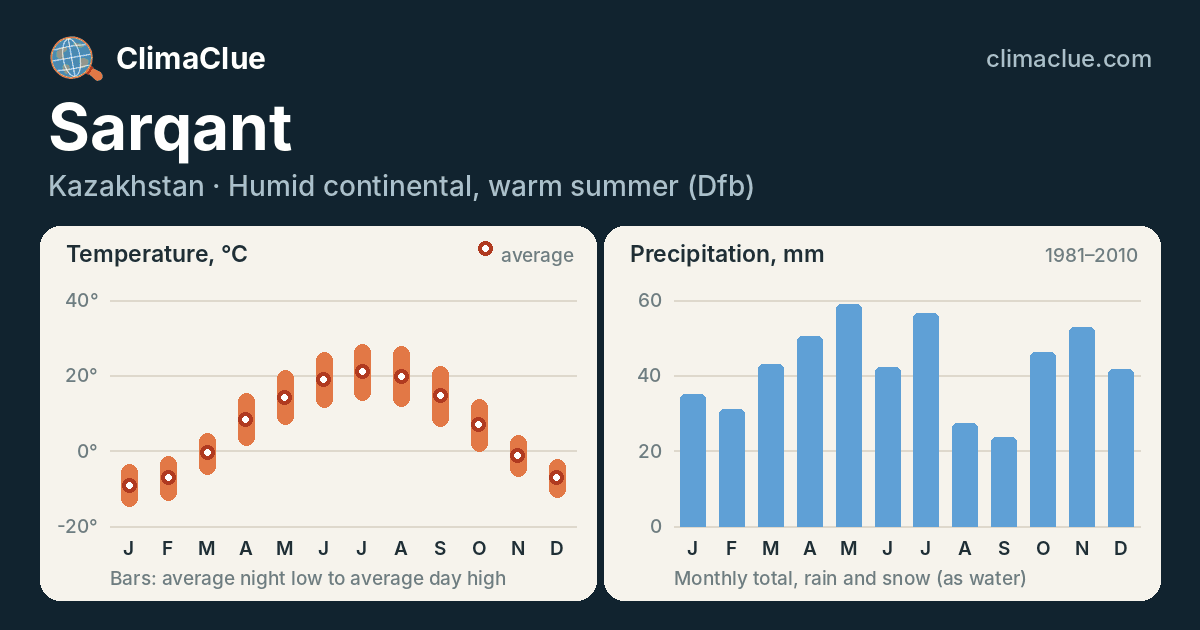 ClimaClue
climaclue.com
Sarqant
Kazakhstan · Humid continental, warm summer (Dfb)
Temperature, °C
average
40°
20°
0°
-20°
J F M A M J J A S O N D
Bars: average night low to average day high
Precipitation, mm
1981–2010
60
40
20
0
J F M A M J J A S O N D
Monthly total, rain and snow (as water)